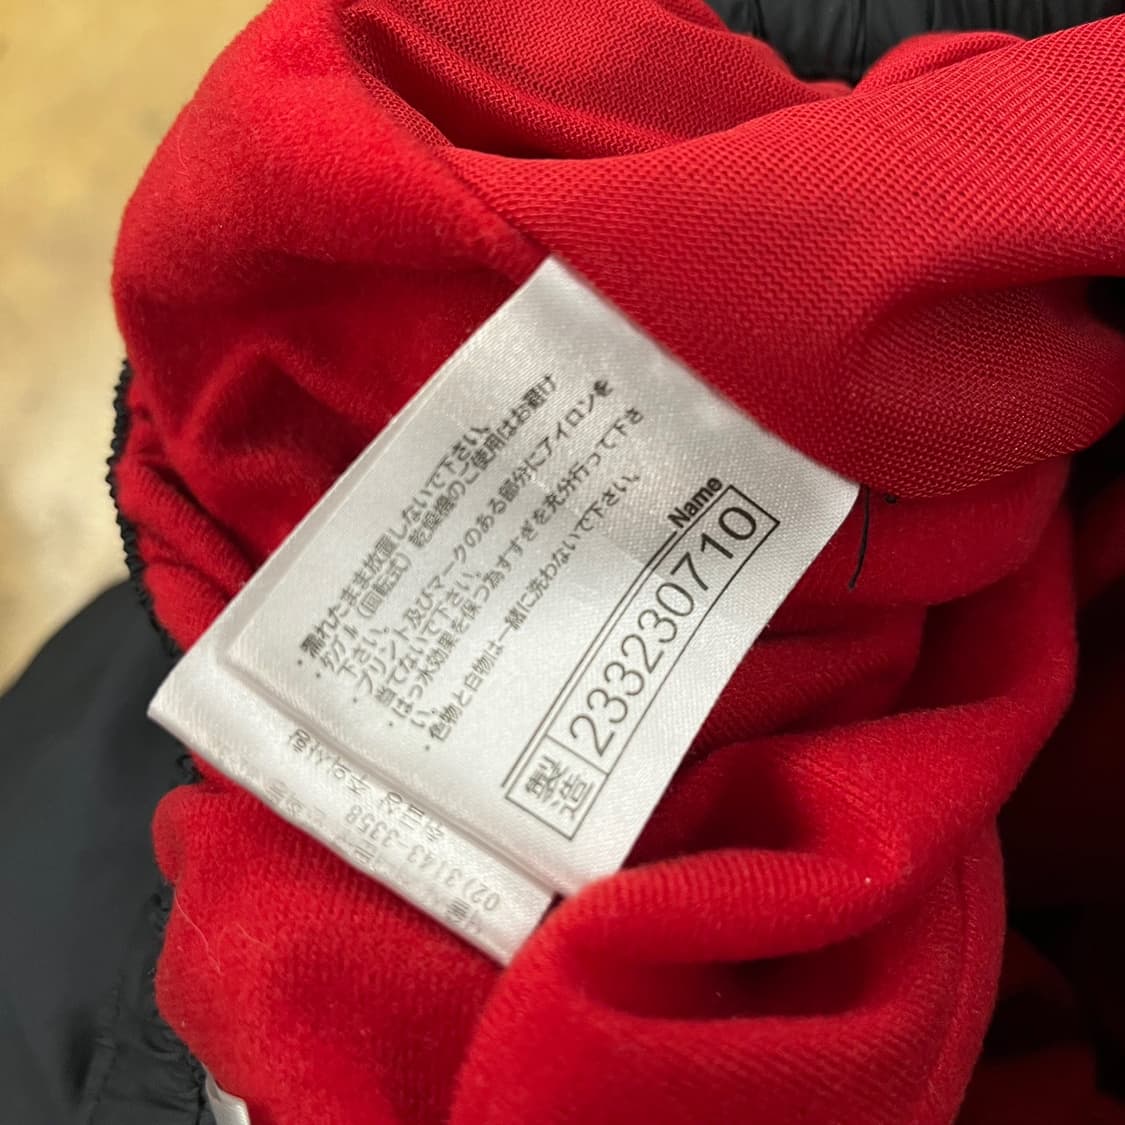 ・濡れたまま放置しないで下さい。
・タンブル（回転式）乾燥機のご使用はお避け
下さい。
・プリント及びマークのある部分にアイロンを
当てないで下さい。
・はっ水効果を保つ為すすぎを充分行って下さ
い。
・色物と白物は一緒に洗わないで下さい。
Name
製造 233230710
주의사항
02)3143-3358